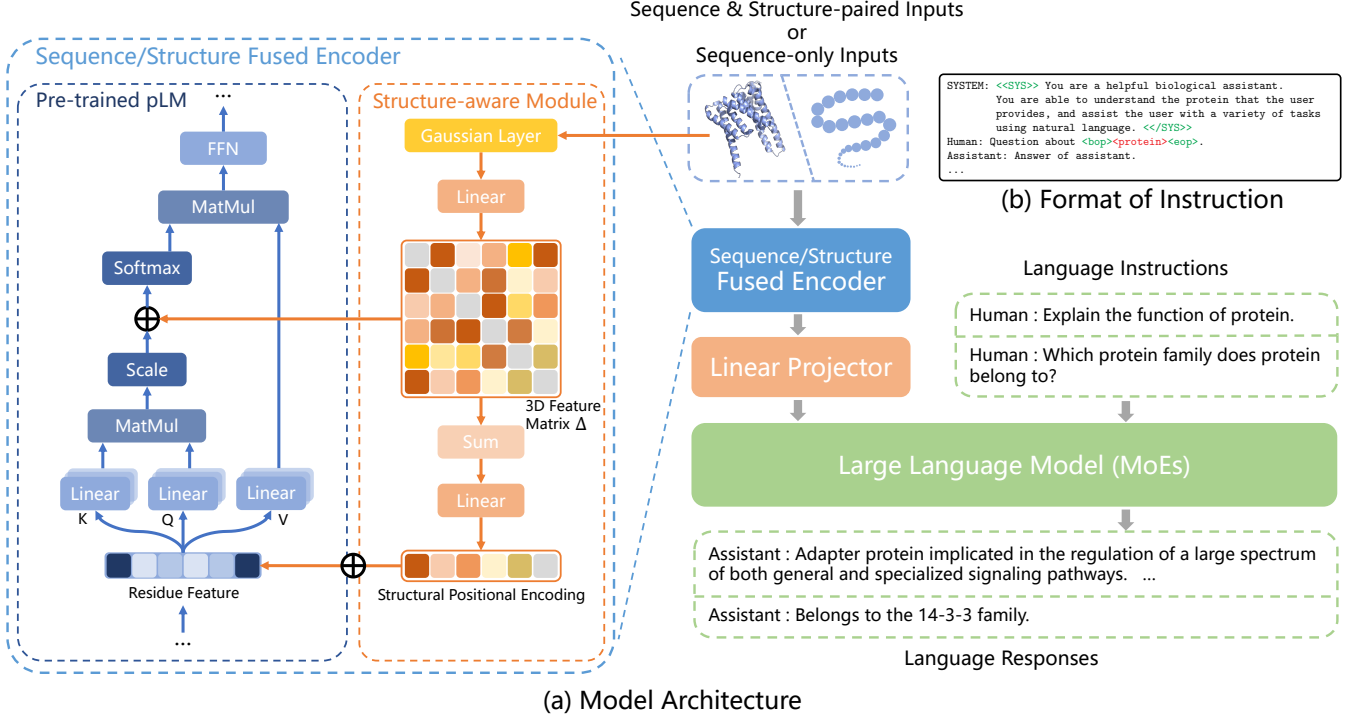 Sequence & Structure-paired Inputs
or
Sequence-only Inputs
Sequence/Structure Fused Encoder
Pre-trained pLM
...
FFN
MatMul
Softmax
Scale
MatMul
Linear
Linear
Linear
K
Q
V
Residue Feature
...
Structure-aware Module
Gaussian Layer
Linear
3D Feature
Matrix Δ
Sum
Linear
Structural Positional Encoding
Sequence/Structure
Fused Encoder
Linear Projector
SYSTEM: <<SYS>> You are a helpful biological assistant.
You are able to understand the protein that the user
provides, and assist the user with a variety of tasks
using natural language. <</SYS>>
Human: Question about <bop><protein><eop>.
Assistant: Answer of assistant.
...
(b) Format of Instruction
Language Instructions
Human : Explain the function of protein.
Human : Which protein family does protein
belong to?
Large Language Model (MoEs)
Assistant : Adapter protein implicated in the regulation of a large spectrum
of both general and specialized signaling pathways. ...
Assistant : Belongs to the 14-3-3 family.
Language Responses
(a) Model Architecture